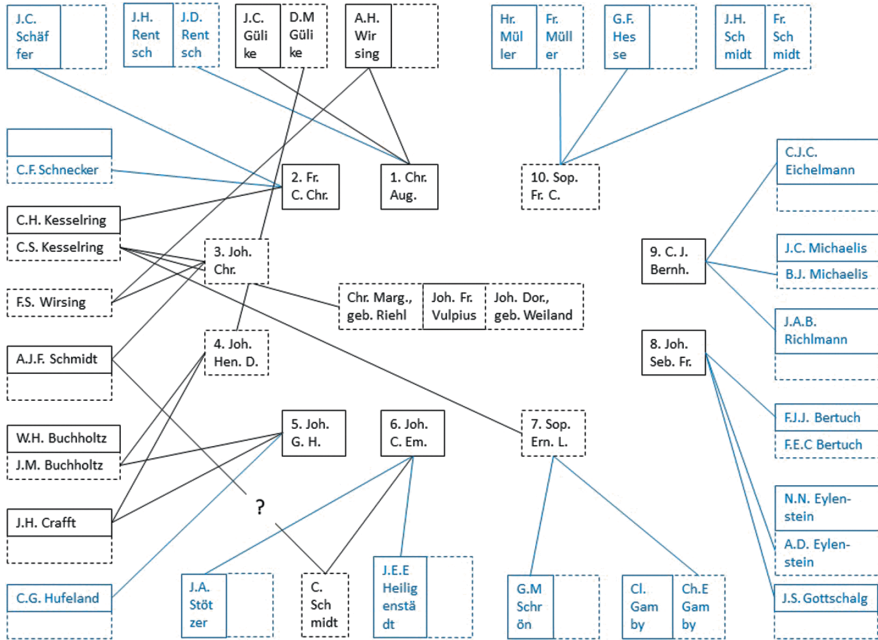 J.C.
Schäf
fer
J.H.
Rent
sch
J.D.
Rent
sch
J.C.
Güli
ke
D.M
Güli
ke
A.H.
Wir
sing
Hr.
Mül
ler
Fr.
Müll
er
G.F.
Hes
se
J.H.
Sch
midt
Fr.
Sch
midt
C.F. Schnecker
2. Fr.
C. Chr.
1. Chr.
Aug.
10. Sop.
Fr. C.
C.J.C.
Eichelmann
C.H. Kesselring
C.S. Kesselring
3. Joh.
Chr.
9. C. J.
Bernh.
J.C. Michaelis
B.J. Michaelis
F.S. Wirsing
Chr. Marg.,
geb. Riehl
Joh. Fr.
Vulpius
Joh. Dor.,
geb. Weiland
J.A.B.
Richlmann
A.J.F. Schmidt
4. Joh.
Hen. D.
8. Joh.
Seb. Fr.
W.H. Buchholtz
J.M. Buchholtz
5. Joh.
G. H.
6. Joh.
C. Em.
7. Sop.
Ern. L.
F.J.J. Bertuch
F.E.C Bertuch
J.H. Crafft
?
N.N. Eylen-
stein
A.D. Eylen-
stein
C.G. Hufeland
J.A.
Stöt
zer
C.
Sch
midt
J.E.E
Heilig
enstä
dt
G.M
Schr
ön
Cl.
Gam
by
Ch.E
Gam
by
J.S. Gottschalg